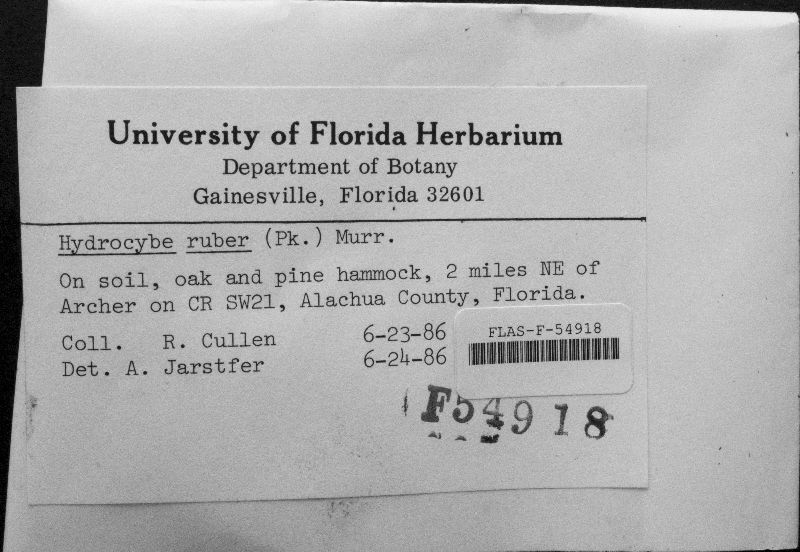 University of Florida Herbarium
Department of Botany
Gainesville, Florida 32601
Hydrocybe ruber (Pk.) Murr.
On soil, oak and pine hammock, 2 miles NE of
Archer on CR SW21, Alachua County, Florida.
Coll. R. Cullen 6-23-86
Det. A. Jarstfer 6-24-86
FLAS-F-54918
F54918